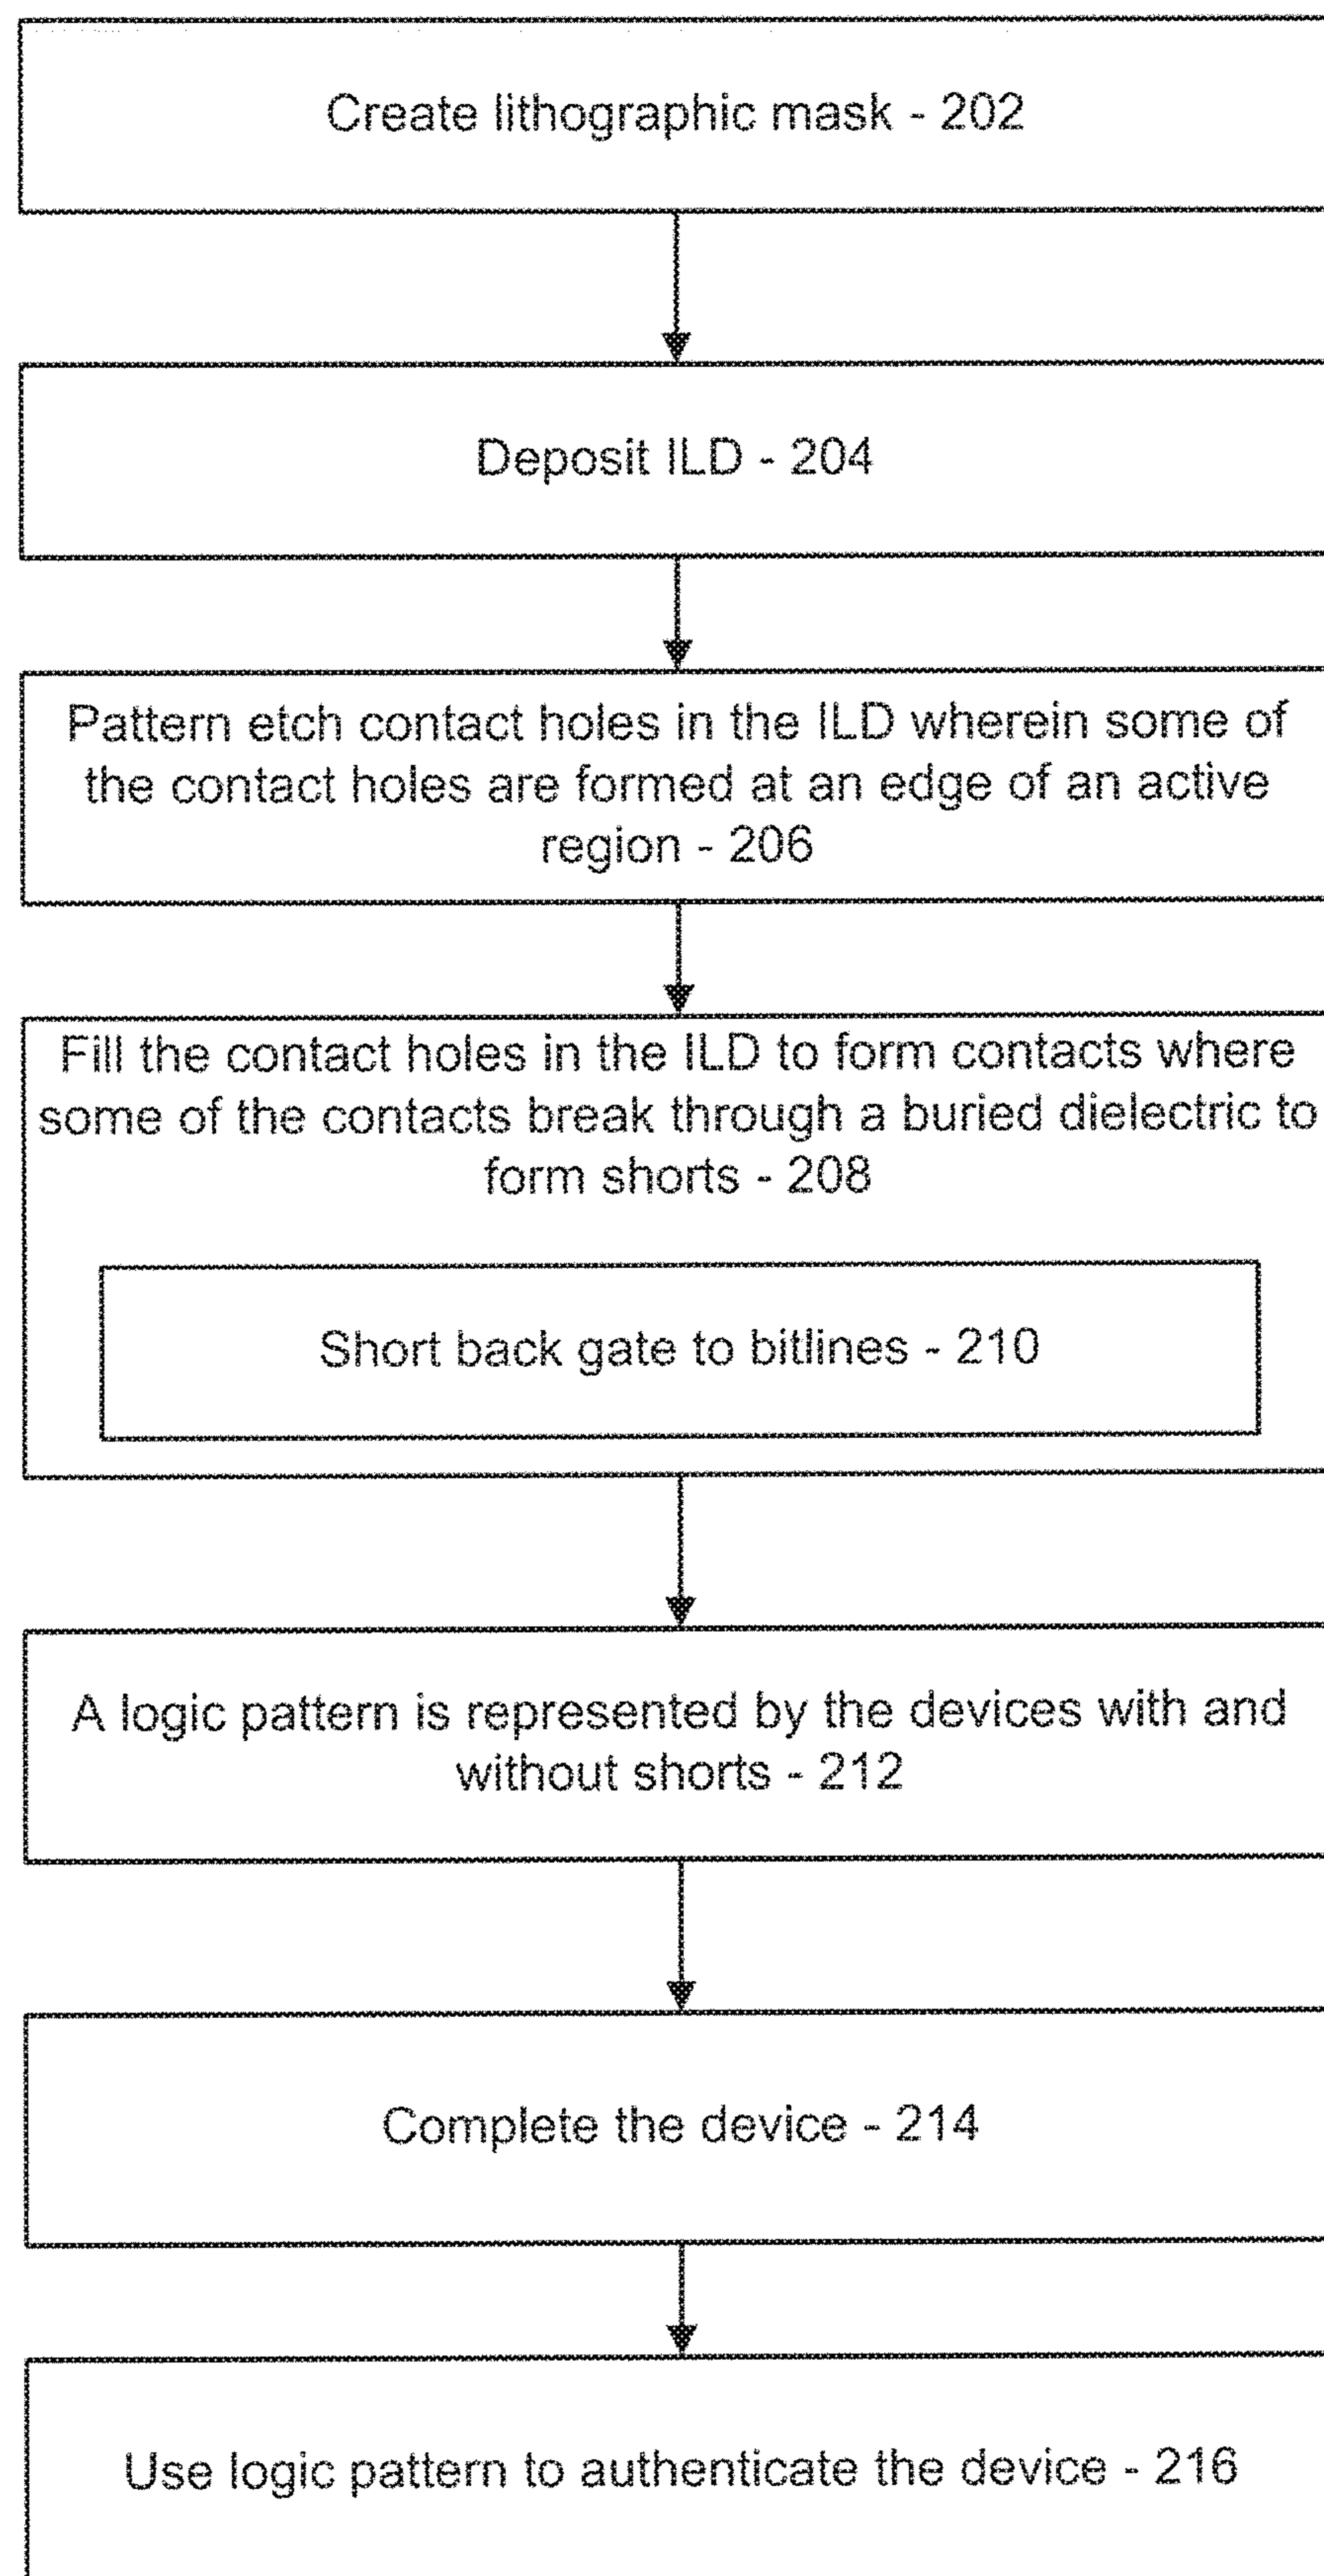 Create lithographic mask - 202
Deposit ILD - 204
Pattern etch contact holes in the ILD wherein some of
the contact holes are formed at an edge of an active
region - 206
Fill the contact holes in the ILD to form contacts where
some of the contacts break through a buried dielectric to
form shorts - 208
Short back gate to bitlines - 210
A logic pattern is represented by the devices with and
without shorts - 212
Complete the device - 214
Use logic pattern to authenticate the device - 216